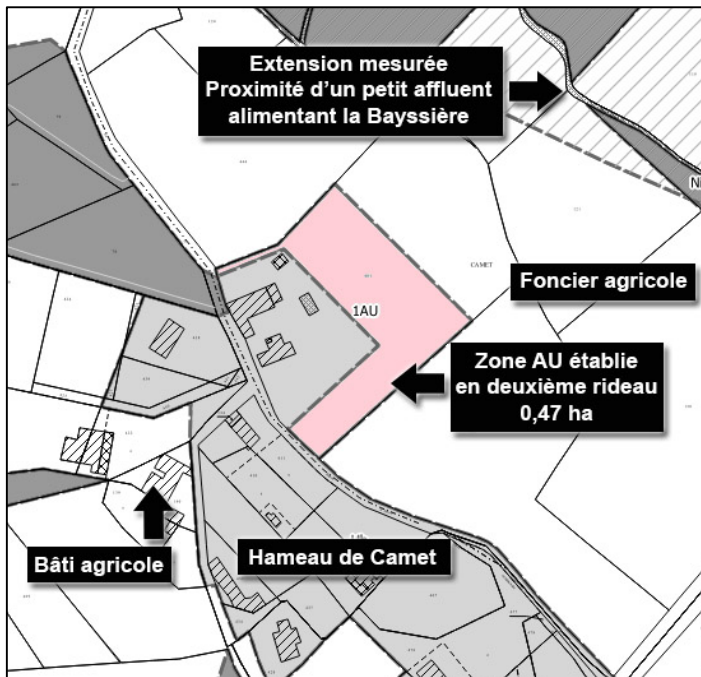 Extension mesurée
Proximité d'un petit affluent
alimentant la Bayssière
CAMET
Foncier agricole
1AU
Zone AU établie
en deuxième rideau
0,47 ha
Bâti agricole
Hameau de Camet